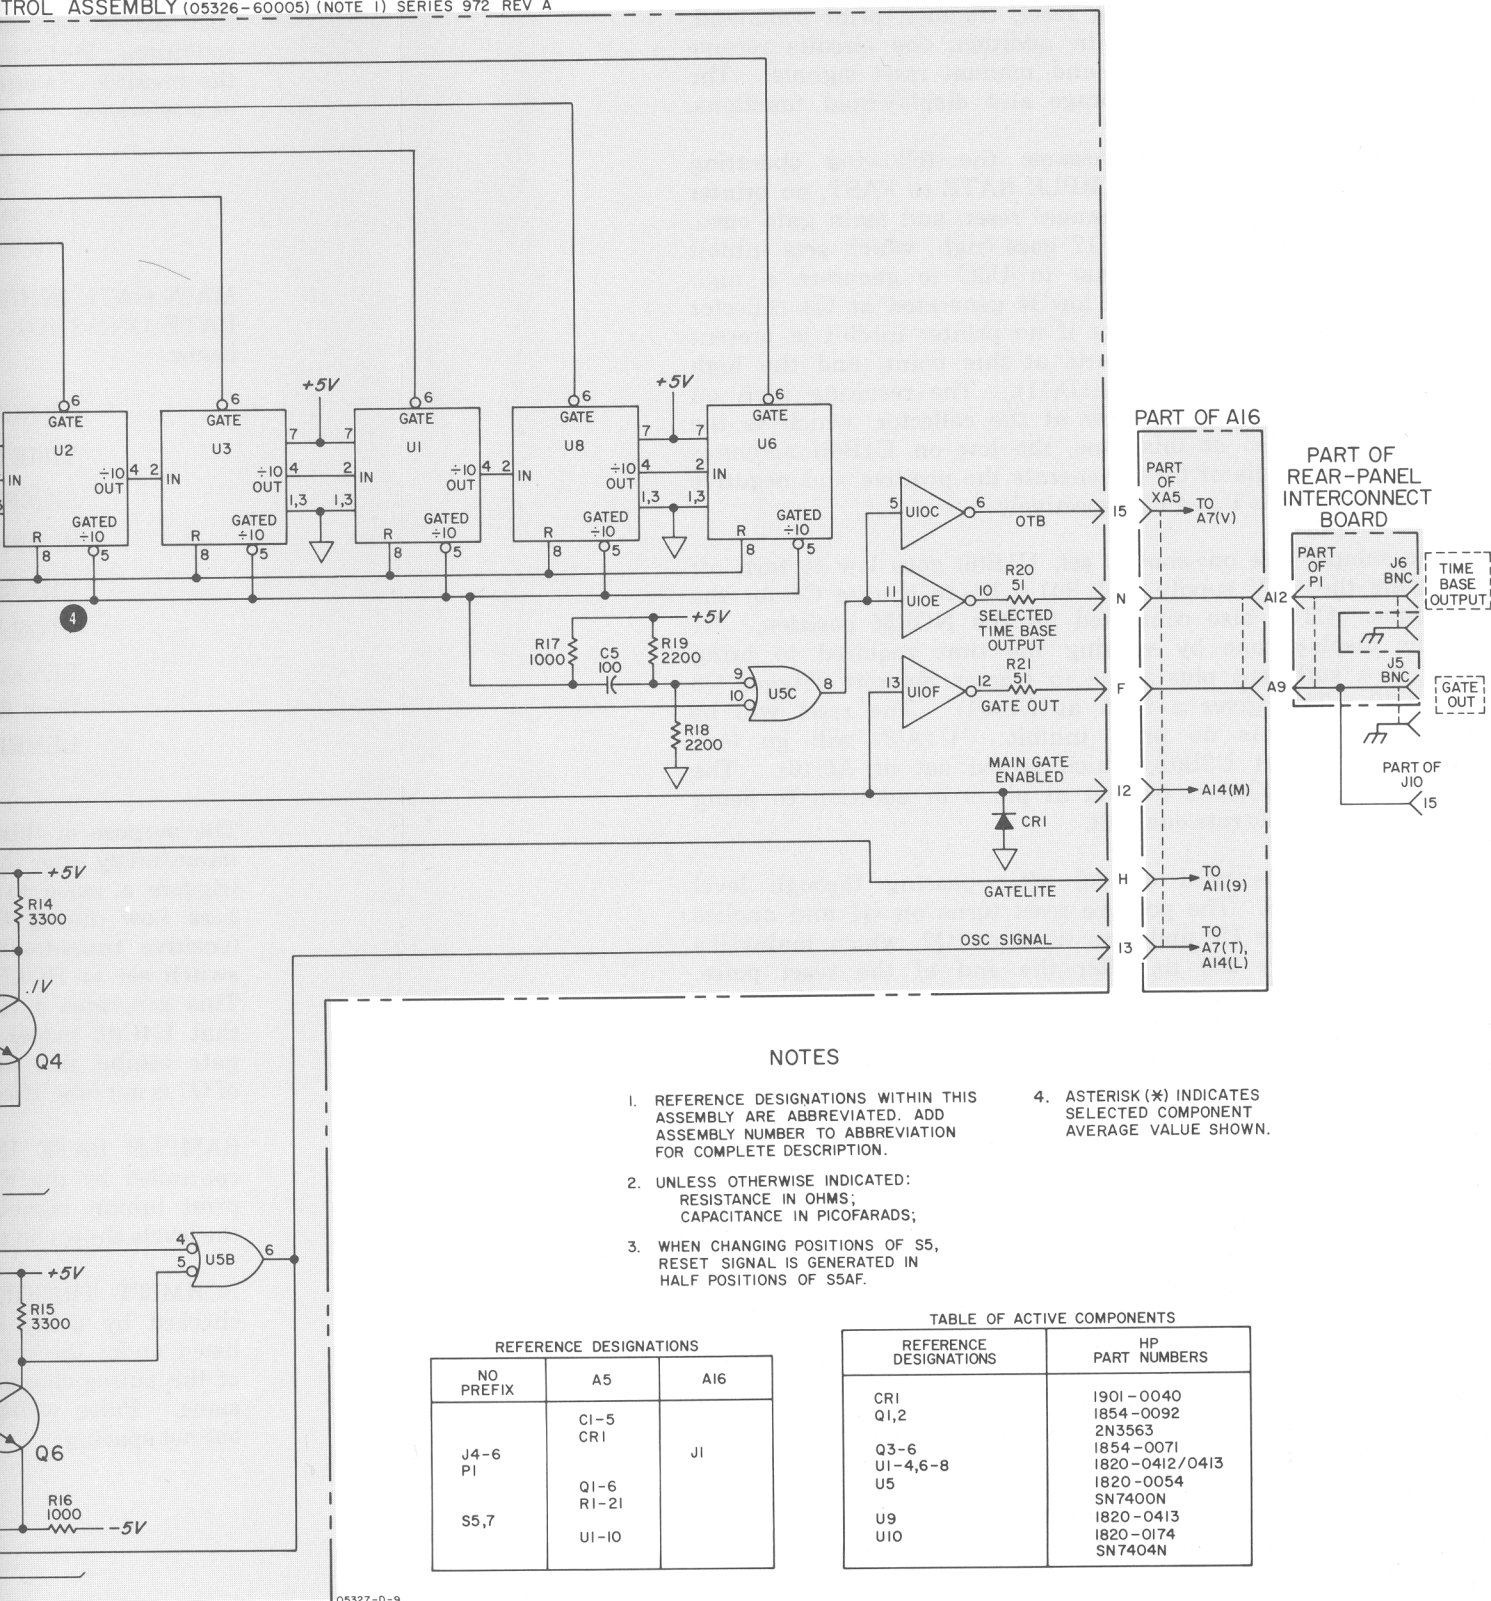 TROL ASSEMBLY (05326-60005) (NOTE 1) SERIES 972 REV A
+5V
+5V
6
GATE
U2
IN
÷10
OUT
4
GATED
÷10
R
8
5
6
GATE
U3
2
IN
7
÷10
OUT
4
1,3
GATED
÷10
R
8
5
6
GATE
U1
7
2
IN
1,3
÷10
OUT
4
GATED
÷10
R
8
5
6
GATE
U8
2
IN
7
÷10
OUT
4
1,3
GATED
÷10
R
8
5
6
GATE
U6
7
2
IN
1,3
GATED
÷10
R
8
5
4
5
U10C
6
OTB
15
11
U10E
10
R20
51
SELECTED
TIME BASE
OUTPUT
N
13
U10F
12
R21
51
GATE OUT
F
+5V
R17
1000
C5
100
R19
2200
9
10
U5C
8
R18
2200
MAIN GATE
ENABLED
12
CR1
GATELITE
H
OSC SIGNAL
13
PART OF A16
PART
OF
XA5
TO
A7(V)
A12
A9
A14(M)
TO
A11(9)
TO
A7(T),
A14(L)
PART OF
REAR-PANEL
INTERCONNECT
BOARD
PART
OF
P1
J6
BNC
TIME
BASE
OUTPUT
J5
BNC
GATE
OUT
PART OF
J10
15
+5V
R14
3300
.1V
Q4
4
5
U5B
6
+5V
R15
3300
Q6
R16
1000
-5V
NOTES
1. REFERENCE DESIGNATIONS WITHIN THIS
ASSEMBLY ARE ABBREVIATED. ADD
ASSEMBLY NUMBER TO ABBREVIATION
FOR COMPLETE DESCRIPTION.
2. UNLESS OTHERWISE INDICATED:
RESISTANCE IN OHMS;
CAPACITANCE IN PICOFARADS;
3. WHEN CHANGING POSITIONS OF S5,
RESET SIGNAL IS GENERATED IN
HALF POSITIONS OF S5AF.
4. ASTERISK (*) INDICATES
SELECTED COMPONENT
AVERAGE VALUE SHOWN.
REFERENCE DESIGNATIONS
NO
PREFIX
A5
A16
C1-5
CR1
J4-6
J1
P1
Q1-6
R1-21
S5,7
U1-10
TABLE OF ACTIVE COMPONENTS
REFERENCE
DESIGNATIONS
HP
PART NUMBERS
CR1 1901-0040
Q1,2 1854-0092
2N3563
Q3-6 1854-0071
U1-4,6-8 1820-0412/0413
U5 1820-0054
SN7400N
U9 1820-0413
U10 1820-0174
SN7404N
05327-D-9